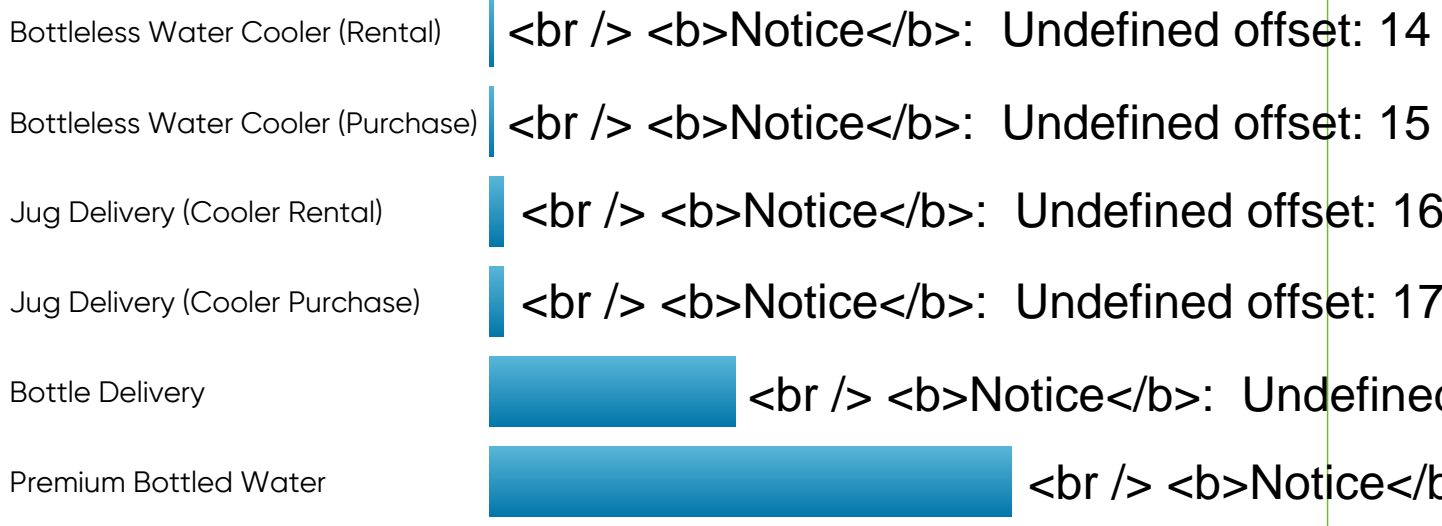 Bottleless Water Cooler (Rental) <br /> <b>Notice</b>: Undefined offset: 14
Bottleless Water Cooler (Purchase) <br /> <b>Notice</b>: Undefined offset: 15
Jug Delivery (Cooler Rental) <br /> <b>Notice</b>: Undefined offset: 16
Jug Delivery (Cooler Purchase) <br /> <b>Notice</b>: Undefined offset: 17
Bottle Delivery <br /> <b>Notice</b>: Undefined
Premium Bottled Water <br /> <b>Notice</b